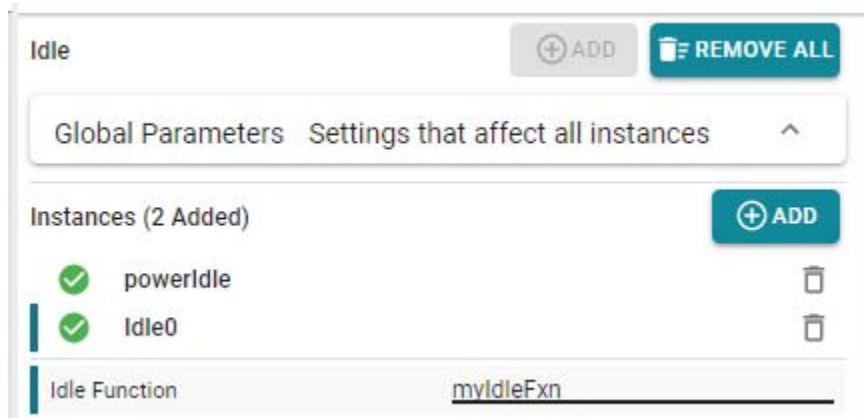 Idle ADD REMOVE ALL
Global Parameters Settings that affect all instances
Instances (2 Added) ADD
powerIdle
Idle0
Idle Function myIdleFxn